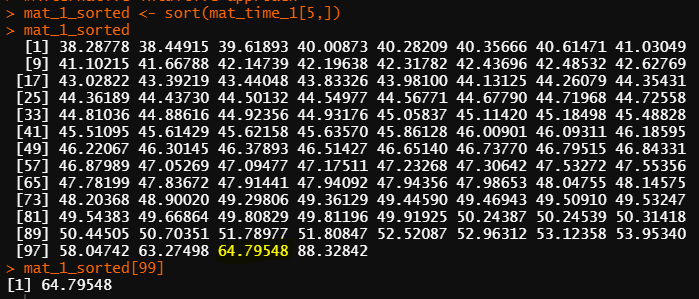 > mat_1_sorted <- sort(mat_time_1[5,])
> mat_1_sorted
[1] 38.28778 38.44915 39.61893 40.00873 40.28209 40.35666 40.61471 41.03049
[9] 41.10215 41.66788 42.14739 42.19638 42.31782 42.43696 42.48532 42.62769
[17] 43.02822 43.39219 43.44048 43.83326 43.98100 44.13125 44.26079 44.35431
[25] 44.36189 44.43730 44.50132 44.54977 44.56771 44.67790 44.71968 44.72558
[33] 44.81036 44.88616 44.92356 44.93176 45.05837 45.11420 45.18498 45.48828
[41] 45.51095 45.61429 45.62158 45.63570 45.86128 46.00901 46.09311 46.18595
[49] 46.22067 46.30145 46.37893 46.51427 46.65140 46.73770 46.79515 46.84331
[57] 46.87989 47.05269 47.09477 47.17511 47.23268 47.30642 47.53272 47.55356
[65] 47.78199 47.83672 47.91441 47.94092 47.94356 47.98653 48.04755 48.14575
[73] 48.20368 48.90020 49.29806 49.36129 49.44590 49.46943 49.50910 49.53247
[81] 49.54383 49.66864 49.80829 49.81196 49.91925 50.24387 50.24539 50.31418
[89] 50.44505 50.70351 51.78977 51.80847 52.52087 52.96312 53.12358 53.95340
[97] 58.04742 63.27498 64.79548 88.32842
> mat_1_sorted[99]
[1] 64.79548